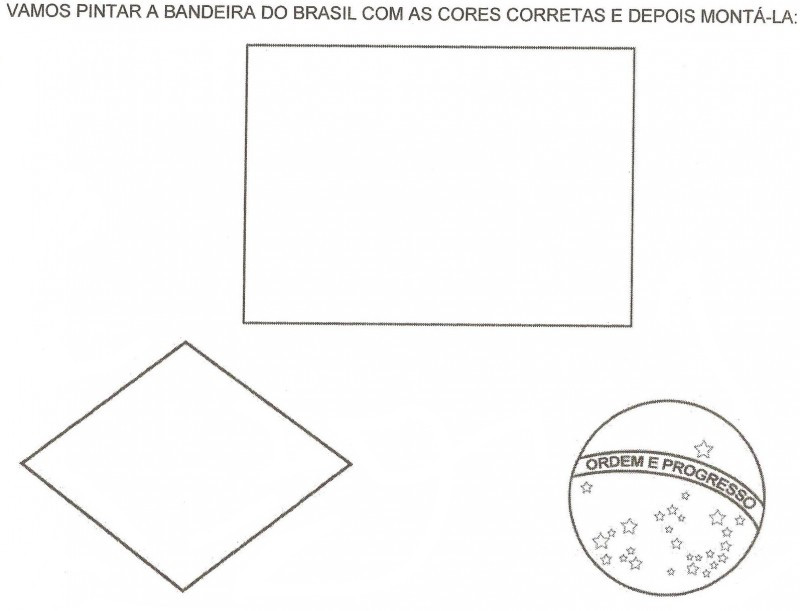 VAMOS PINTAR A BANDEIRA DO BRASIL COM AS CORES CORRETAS E DEPOIS MONTÁ-LA:
ORDEM E PROGRESSO